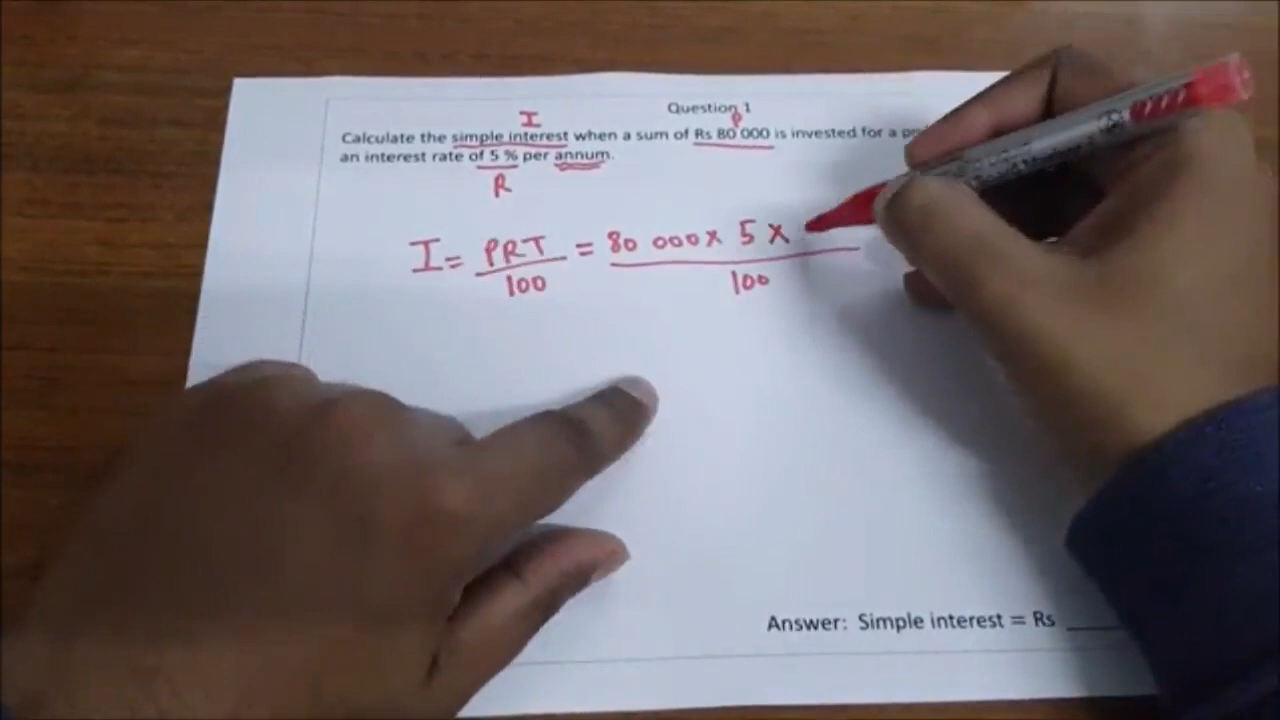 Question 1
I
P
Calculate the simple interest when a sum of Rs 80 000 is invested for a
an interest rate of 5 % per annum.
R
I = PRT / 100 = 80 000 x 5 x / 100
Answer: Simple interest = Rs ____